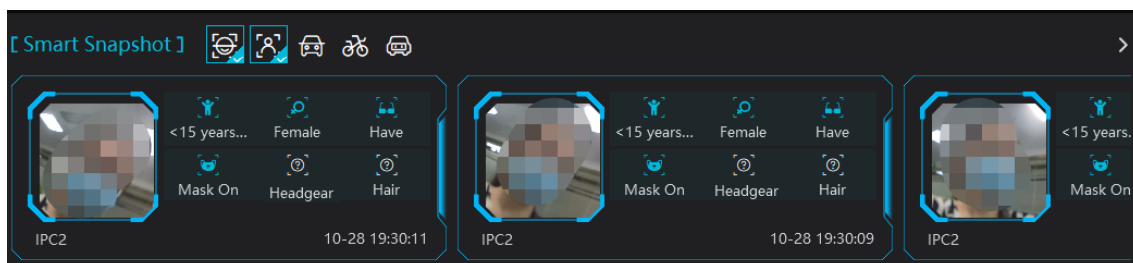 [ Smart Snapshot ]
<15 years... Female Have
Mask On Headgear Hair
IPC2 10-28 19:30:11
<15 years... Female Have
Mask On Headgear Hair
IPC2 10-28 19:30:09
<15 years.
Mask On
IPC2